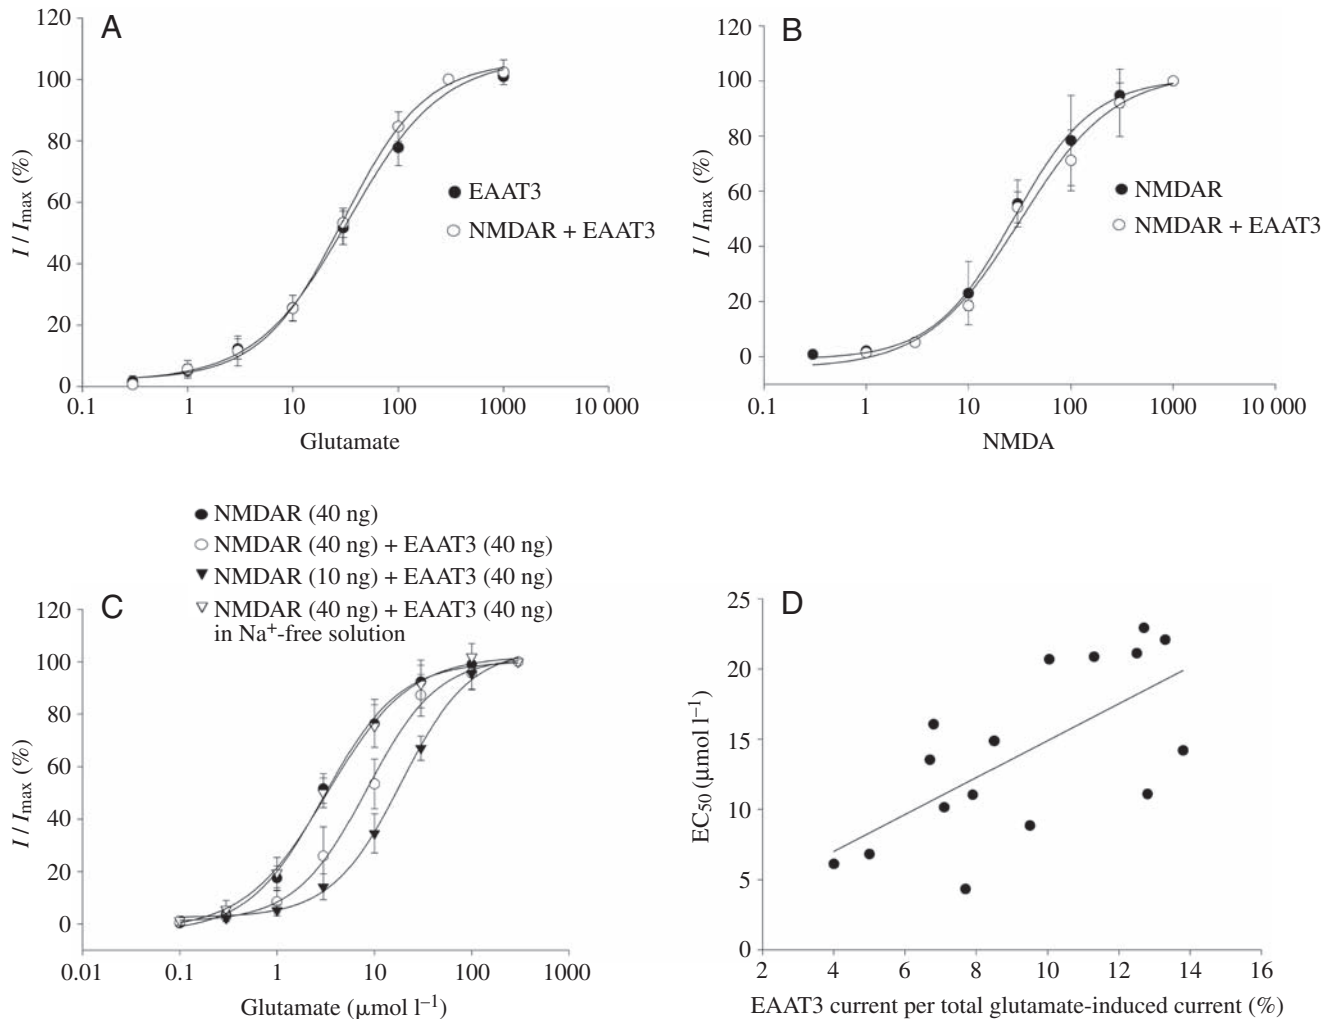 A
120
100
80
60
40
20
0
I / Imax (%)
EAAT3
NMDAR + EAAT3
0.1
1
10
100
1000
10 000
Glutamate
B
120
100
80
60
40
20
0
I / Imax (%)
NMDAR
NMDAR + EAAT3
0.1
1
10
100
1000
10 000
NMDA
NMDAR (40 ng)
NMDAR (40 ng) + EAAT3 (40 ng)
NMDAR (10 ng) + EAAT3 (40 ng)
NMDAR (40 ng) + EAAT3 (40 ng)
in Na⁺-free solution
C
120
100
80
60
40
20
0
I / Imax (%)
0.01
0.1
1
10
100
1000
Glutamate (μmol l⁻¹)
D
25
20
15
10
5
0
EC₅₀ (μmol l⁻¹)
2
4
6
8
10
12
14
16
EAAT3 current per total glutamate-induced current (%)